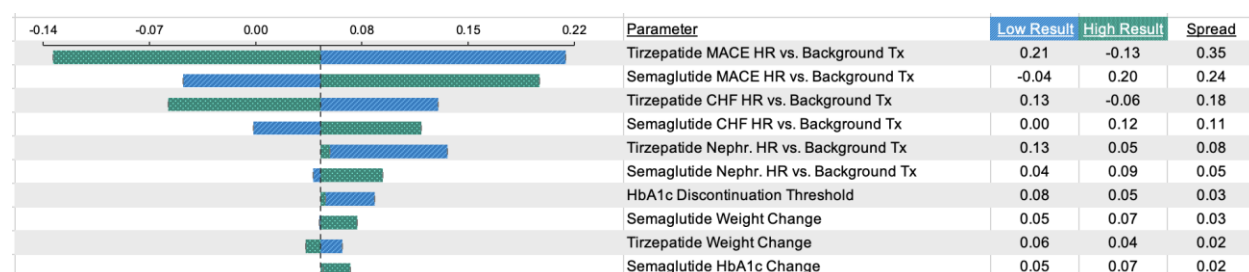 -0.14 -0.07 0.00 0.08 0.15 0.22 Parameter Low Result High Result Spread
Tirzepatide MACE HR vs. Background Tx 0.21 -0.13 0.35
Semaglutide MACE HR vs. Background Tx -0.04 0.20 0.24
Tirzepatide CHF HR vs. Background Tx 0.13 -0.06 0.18
Semaglutide CHF HR vs. Background Tx 0.00 0.12 0.11
Tirzepatide Nephr. HR vs. Background Tx 0.13 0.05 0.08
Semaglutide Nephr. HR vs. Background Tx 0.04 0.09 0.05
HbA1c Discontinuation Threshold 0.08 0.05 0.03
Semaglutide Weight Change 0.05 0.07 0.03
Tirzepatide Weight Change 0.06 0.04 0.02
Semaglutide HbA1c Change 0.05 0.07 0.02